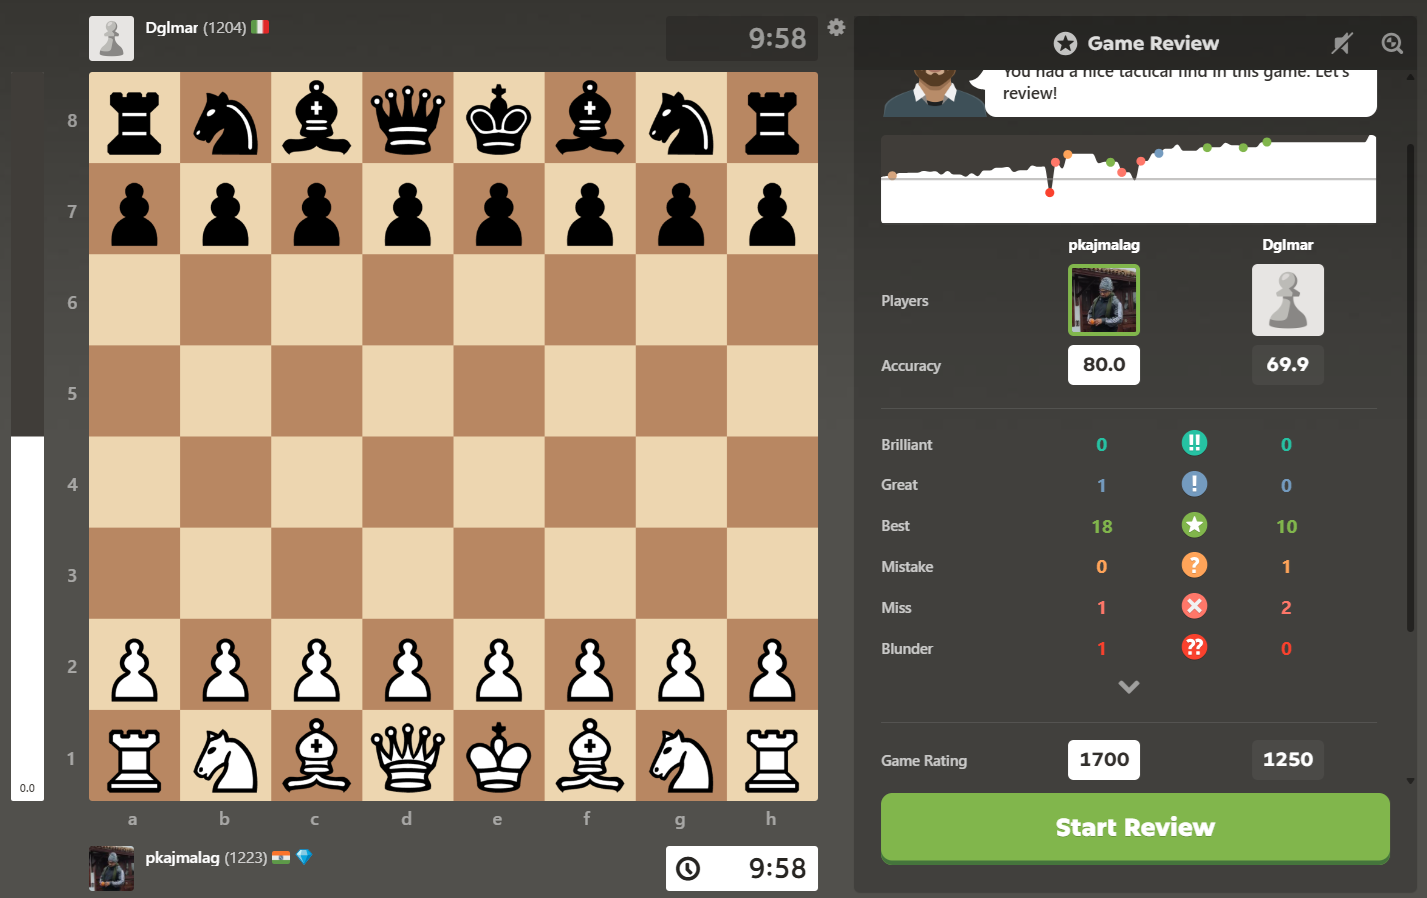 Dglmar (1204)
9:58
8
7
6
5
4
3
2
1
0.0
a b c d e f g h
pkajmalag (1223)
9:58
Game Review
You had a nice tactical find in this game. Let's
review!
pkajmalag Dglmar
Players
Accuracy 80.0 69.9
Brilliant 0 !! 0
Great 1 ! 0
Best 18 10
Mistake 0 ? 1
Miss 1 2
Blunder 1 ?? 0
Game Rating 1700 1250
Start Review